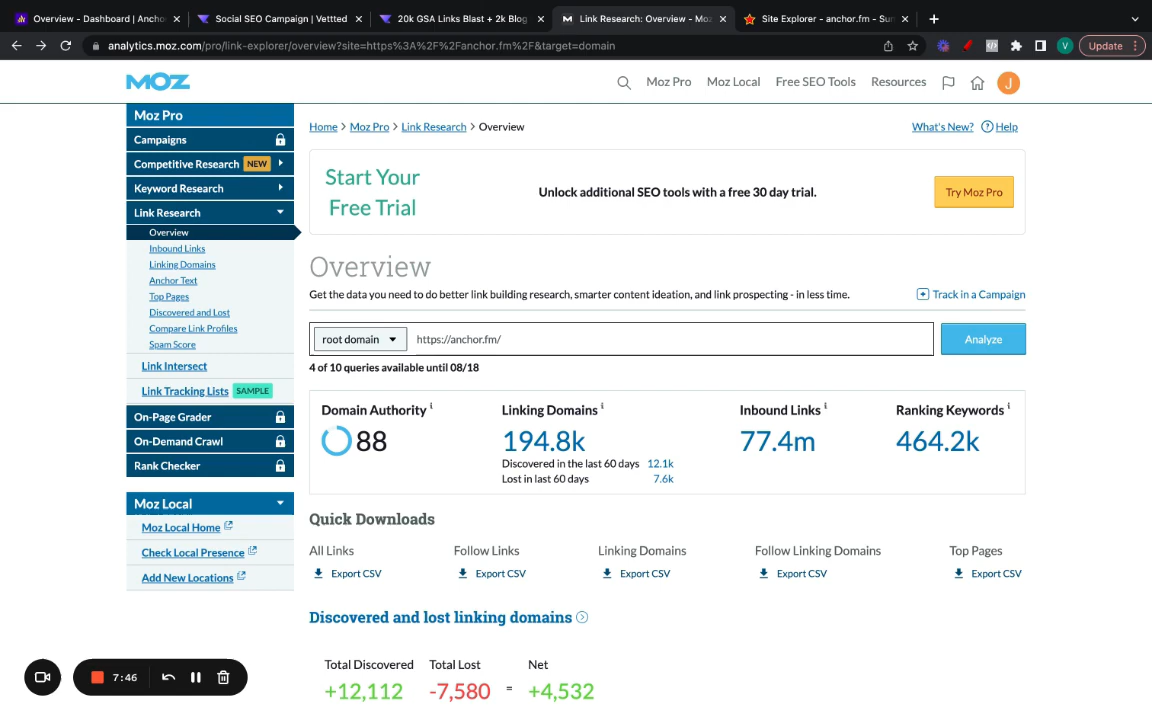 Overview - Dashboard | Ancho
Social SEO Campaign | Vettted
20k GSA Links Blast + 2k Blog
Link Research: Overview - Mo
Site Explorer - anchor.fm - Sur
analytics.moz.com/pro/link-explorer/overview?site=https%3A%2F%2Fanchor.fm%2F&target=domain
V
Update
MOZ
Moz Pro
Moz Local
Free SEO Tools
Resources
J
Moz Pro
Campaigns
Competitive Research NEW
Keyword Research
Link Research
Overview
Inbound Links
Linking Domains
Anchor Text
Top Pages
Discovered and Lost
Compare Link Profiles
Spam Score
Link Intersect
Link Tracking Lists SAMPLE
On-Page Grader
On-Demand Crawl
Rank Checker
Moz Local
Moz Local Home
Check Local Presence
Add New Locations
Home > Moz Pro > Link Research > Overview
What's New? ? Help
Start Your
Free Trial
Unlock additional SEO tools with a free 30 day trial.
Try Moz Pro
Overview
Get the data you need to do better link building research, smarter content ideation, and link prospecting - in less time.
Track in a Campaign
root domain
https://anchor.fm/
Analyze
4 of 10 queries available until 08/18
Domain Authority i
88
Linking Domains i
194.8k
Discovered in the last 60 days 12.1k
Lost in last 60 days 7.6k
Inbound Links i
77.4m
Ranking Keywords i
464.2k
Quick Downloads
All Links
Export CSV
Follow Links
Export CSV
Linking Domains
Export CSV
Follow Linking Domains
Export CSV
Top Pages
Export CSV
Discovered and lost linking domains
Total Discovered Total Lost Net
+12,112 -7,580 = +4,532
7:46